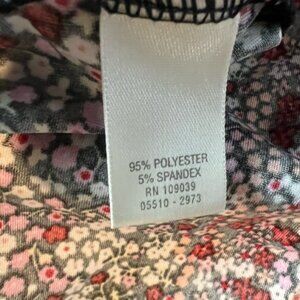 95% POLYESTER
5% SPANDEX
RN 109039
05510 - 2973